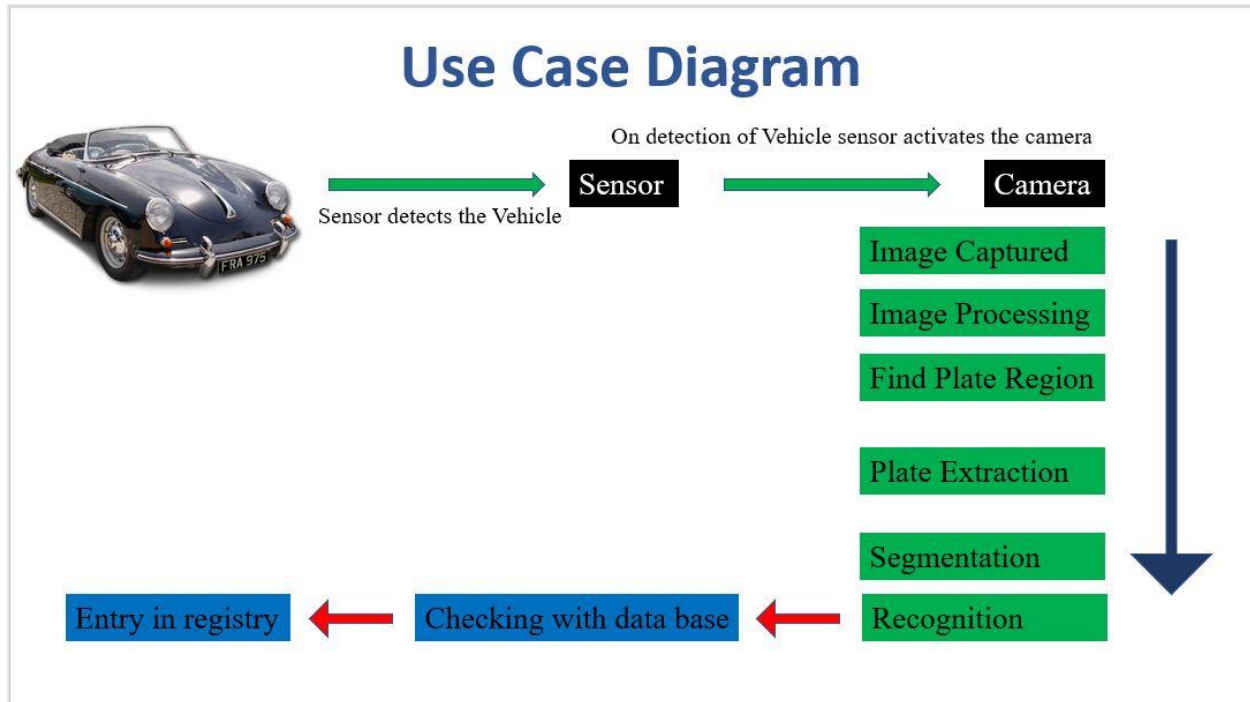 Use Case Diagram
On detection of Vehicle sensor activates the camera
Sensor
Camera
Sensor detects the Vehicle
FRA 975
Image Captured
Image Processing
Find Plate Region
Plate Extraction
Segmentation
Entry in registry
Checking with data base
Recognition